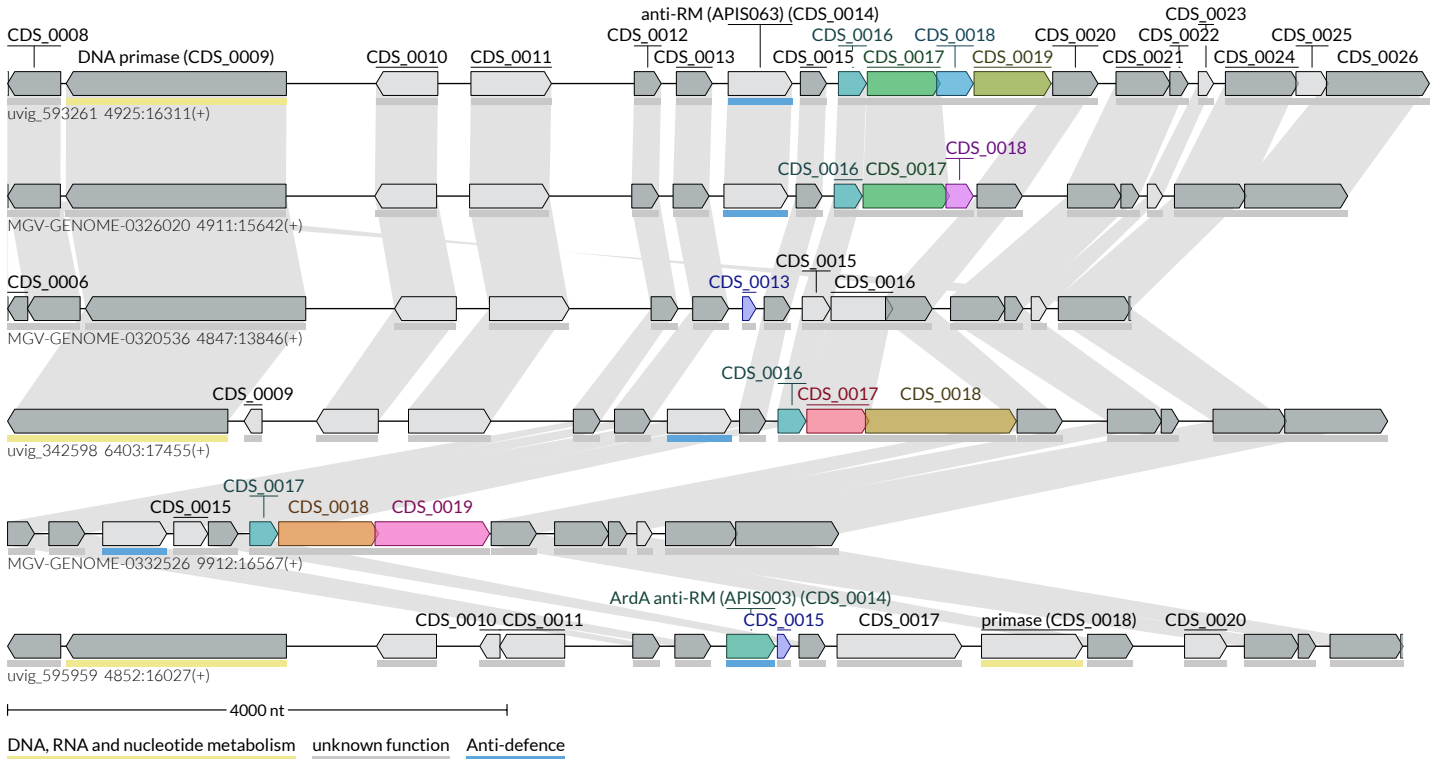 CDS_0023
anti-RM (APIS063) (CDS_0014)
CDS_0008 CDS_0012 CDS_0016 CDS_0018 CDS_0020 CDS_0022 CDS_0025
DNA primase (CDS_0009) CDS_0010 CDS_0011 CDS_0013 CDS_0015 CDS_0017 CDS_0019 CDS_0021 CDS_0024 CDS_0026
uvig_593261 4925:16311(+)
CDS_0018
CDS_0016 CDS_0017
MGV-GENOME-0326020 4911:15642(+)
CDS_0015
CDS_0006 CDS_0013 CDS_0016
MGV-GENOME-0320536 4847:13846(+)
CDS_0016
CDS_0009 CDS_0017 CDS_0018
uvig_342598 6403:17455(+)
CDS_0017
CDS_0015 CDS_0018 CDS_0019
MGV-GENOME-0332526 9912:16567(+)
ArdA anti-RM (APIS003) (CDS_0014)
CDS_0010 CDS_0011 CDS_0015 CDS_0017 primase (CDS_0018) CDS_0020
uvig_595959 4852:16027(+)
4000 nt
DNA, RNA and nucleotide metabolism unknown function Anti-defence